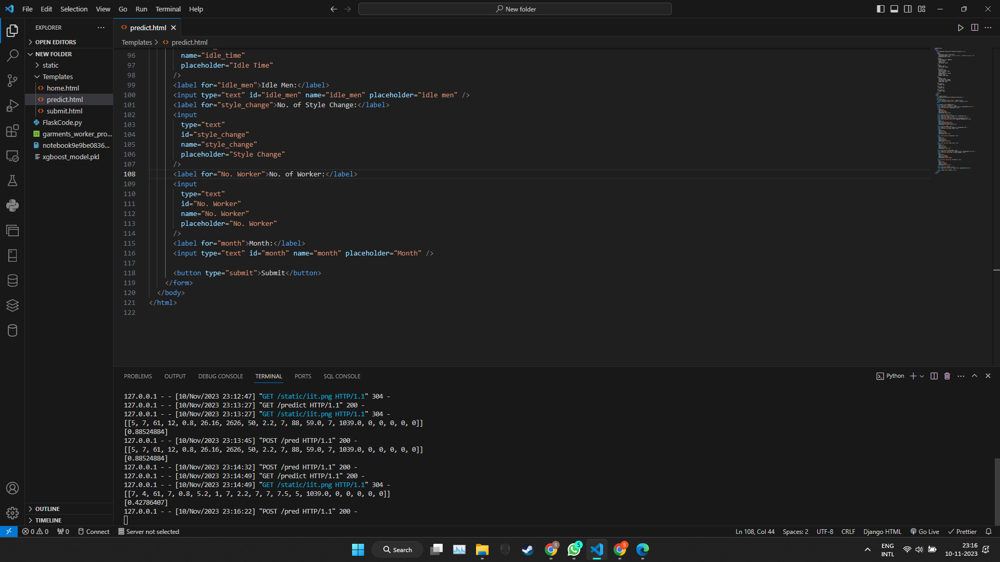 File Edit Selection View Go Run Terminal Help
New folder
EXPLORER
OPEN EDITORS
NEW FOLDER
static
Templates
home.html
predict.html
submit.html
FlaskCode.py
garments_worker_pro...
notebook9e9be0836...
xgboost_model.pkl
OUTLINE
TIMELINE
predict.html
Templates > predict.html
96 name="idle_time"
97 placeholder="Idle Time"
98 />
99 <label for="idle_men">Idle Men:</label>
100 <input type="text" id="idle_men" name="idle_men" placeholder="idle men" />
101 <label for="style_change">No. of Style Change:</label>
102 <input
103 type="text"
104 id="style_change"
105 name="style_change"
106 placeholder="Style Change"
107 />
108 <label for="No. Worker">No. of Worker:</label>
109 <input
110 type="text"
111 id="No. Worker"
112 name="No. Worker"
113 placeholder="No. Worker"
114 />
115 <label for="month">Month:</label>
116 <input type="text" id="month" name="month" placeholder="Month" />
117
118 <button type="submit">Submit</button>
119 </form>
120 </body>
121 </html>
122
PROBLEMS OUTPUT DEBUG CONSOLE TERMINAL PORTS SQL CONSOLE
Python
127.0.0.1 - - [10/Nov/2023 23:12:47] "GET /static/iit.png HTTP/1.1" 304 -
127.0.0.1 - - [10/Nov/2023 23:13:27] "GET /predict HTTP/1.1" 200 -
127.0.0.1 - - [10/Nov/2023 23:13:27] "GET /static/iit.png HTTP/1.1" 304 -
[[5, 7, 61, 12, 0.8, 26.16, 2626, 50, 2.2, 7, 88, 59.0, 7, 1039.0, 0, 0, 0, 0, 0]]
[0.88524884]
127.0.0.1 - - [10/Nov/2023 23:13:45] "POST /pred HTTP/1.1" 200 -
[[5, 7, 61, 12, 0.8, 26.16, 2626, 50, 2.2, 7, 88, 59.0, 7, 1039.0, 0, 0, 0, 0, 0]]
[0.88524884]
127.0.0.1 - - [10/Nov/2023 23:14:32] "POST /pred HTTP/1.1" 200 -
127.0.0.1 - - [10/Nov/2023 23:14:49] "GET /predict HTTP/1.1" 200 -
127.0.0.1 - - [10/Nov/2023 23:14:49] "GET /static/iit.png HTTP/1.1" 304 -
[[7, 4, 61, 7, 0.8, 5.2, 1, 7, 2.2, 7, 7, 7.5, 5, 1039.0, 0, 0, 0, 0, 0]]
[0.42786407]
127.0.0.1 - - [10/Nov/2023 23:16:22] "POST /pred HTTP/1.1" 200 -
0 0 0 Connect Server not selected
Ln 108, Col 44 Spaces: 2 UTF-8 CRLF Django HTML Go Live Prettier
Search
S
5
S
ENG
INTL
23:16
10-11-2023